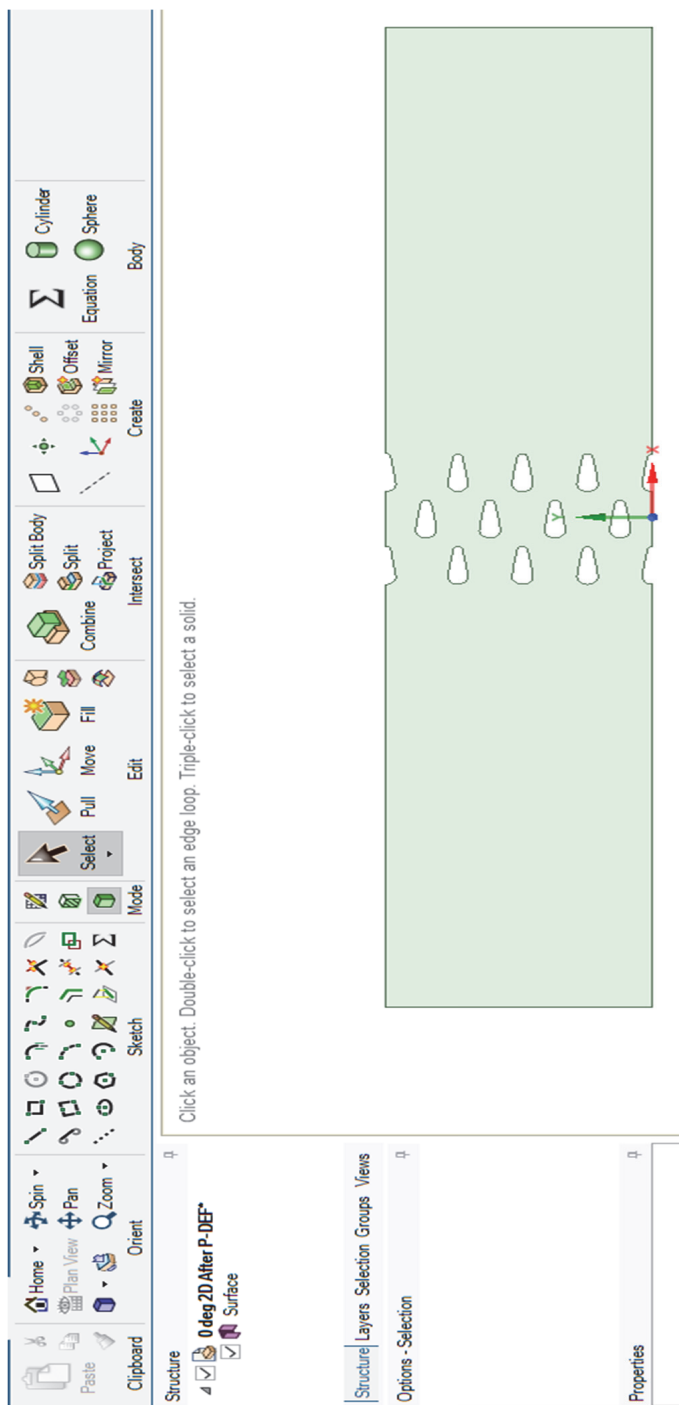 Paste
Clipboard
Home
Spin
Plan View
Pan
Zoom
Orient
Sketch
Mode
Select
Pull
Move
Fill
Edit
Combine
Split Body
Split
Project
Intersect
Shell
Offset
Mirror
Create
Equation
Cylinder
Sphere
Body
Structure
0 deg 2D After P-DEF*
Surface
Structure Layers Selection Groups Views
Options - Selection
Properties
Click an object. Double-click to select an edge loop. Triple-click to select a solid.
Y
X